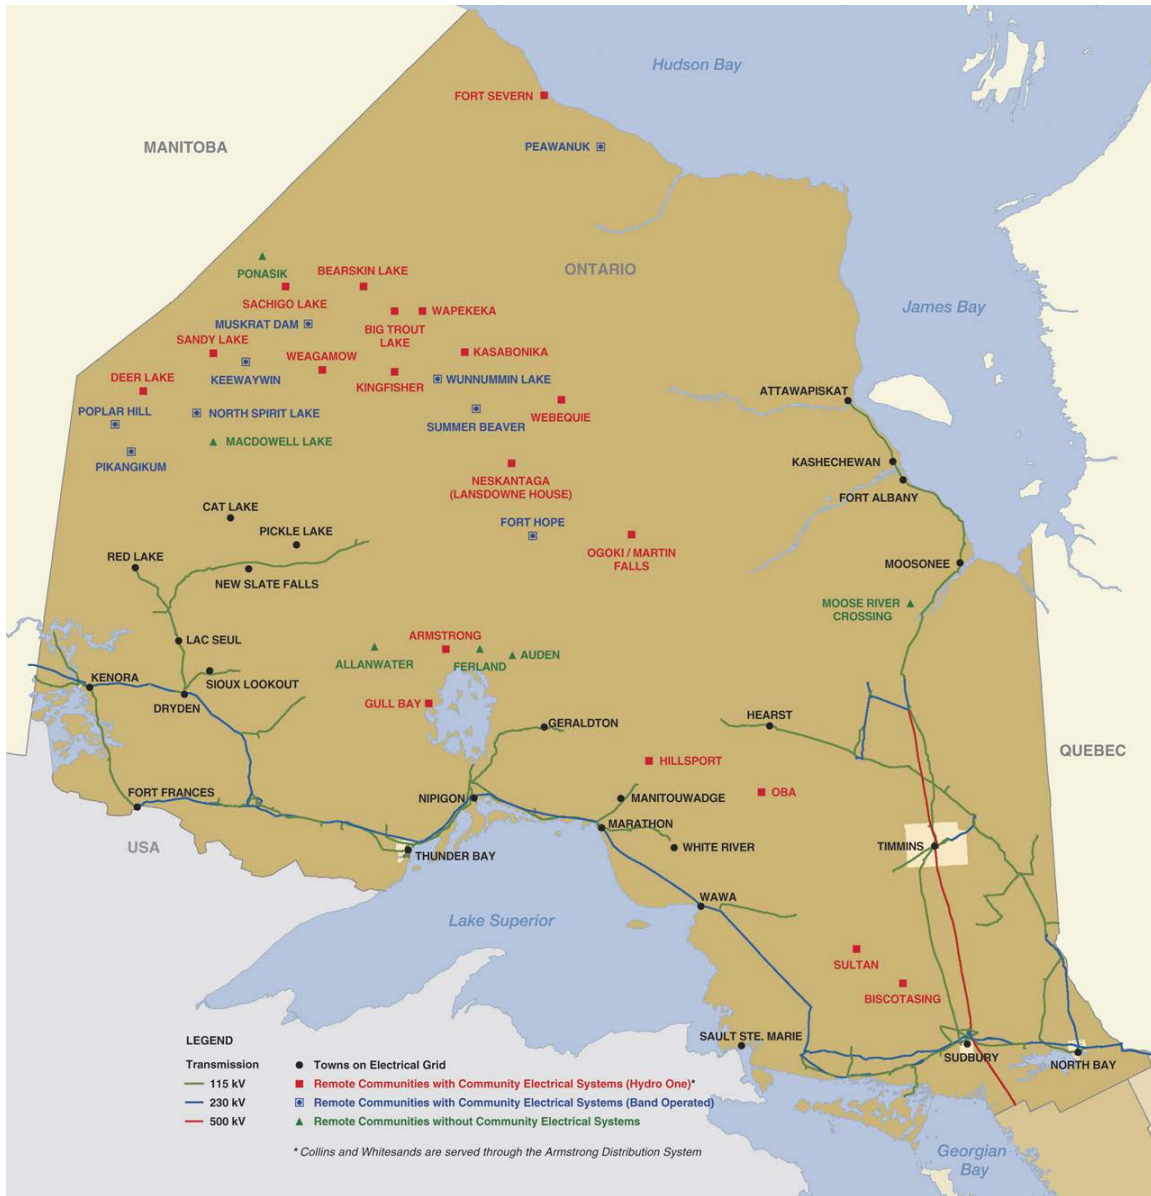 Hudson Bay
FORT SEVERN
MANITOBA
PEAWANUK
ONTARIO
PONASIK
BEARSKIN LAKE
SACHIGO LAKE
WAPEKEKA
James Bay
MUSKRAT DAM
BIG TROUT
LAKE
SANDY LAKE
WEAGAMOW
KASABONIKA
KEEWAYWIN
DEER LAKE
KINGFISHER
WUNNUMMIN LAKE
ATTAWAPISKAT
POPLAR HILL
NORTH SPIRIT LAKE
SUMMER BEAVER
WEBEQUIE
MACDOWELL LAKE
PIKANGIKUM
KASHECHEWAN
NESKANTAGA
(LANSDOWNE HOUSE)
FORT ALBANY
CAT LAKE
PICKLE LAKE
FORT HOPE
RED LAKE
OGOKI / MARTIN
FALLS
NEW SLATE FALLS
MOOSONEE
MOOSE RIVER
CROSSING
LAC SEUL
ARMSTRONG
ALLANWATER
FERLAND
AUDEN
KENORA
SIOUX LOOKOUT
DRYDEN
GULL BAY
GERALDTON
HEARST
QUEBEC
HILLSPORT
FORT FRANCES
NIPIGON
MANITOUWADGE
OBA
MARATHON
USA
THUNDER BAY
WHITE RIVER
TIMMINS
WAWA
Lake Superior
SULTAN
BISCOTASING
SAULT STE. MARIE
SUDBURY
NORTH BAY
LEGEND
Transmission
115 kV
230 kV
500 kV
Towns on Electrical Grid
Remote Communities with Community Electrical Systems (Hydro One)*
Remote Communities with Community Electrical Systems (Band Operated)
Remote Communities without Community Electrical Systems
* Collins and Whitesands are served through the Armstrong Distribution System
Georgian
Bay